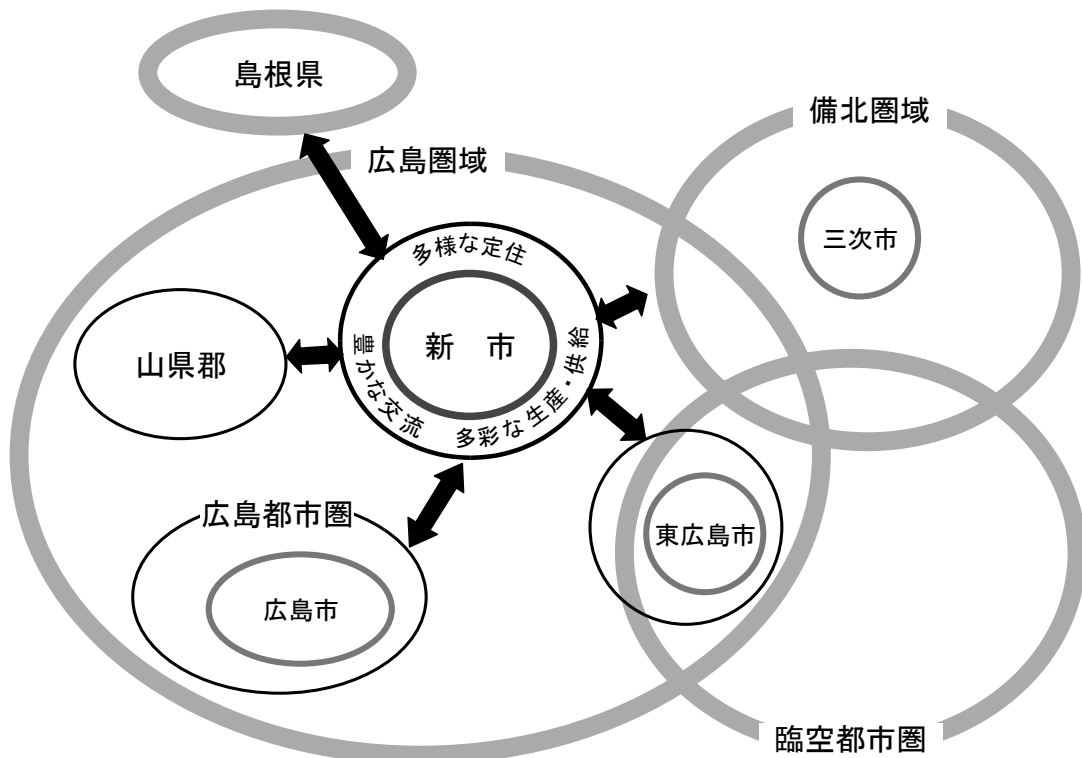 島根県
備北圏域
広島圏域
三次市
多様な定住
新　市
豊かな交流
多彩な生産・供給
山県郡
広島都市圏
東広島市
広島市
臨空都市圏